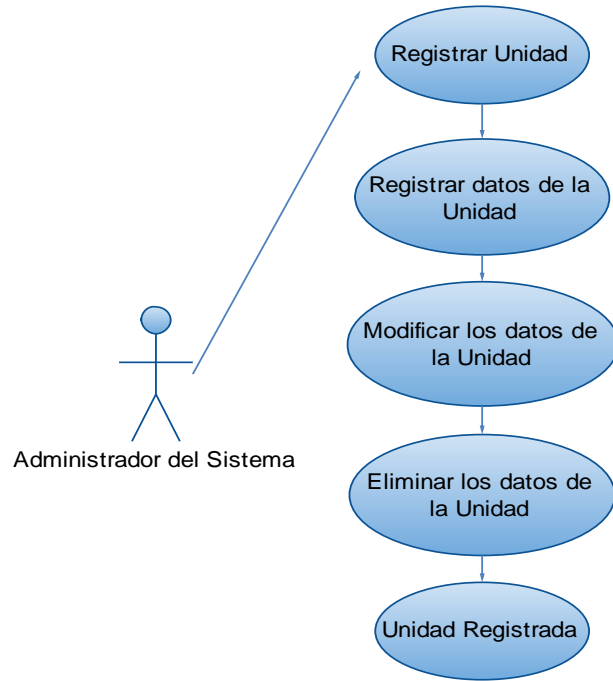 Registrar Unidad
Registrar datos de la
Unidad
Modificar los datos de
la Unidad
Administrador del Sistema
Eliminar los datos de
la Unidad
Unidad Registrada